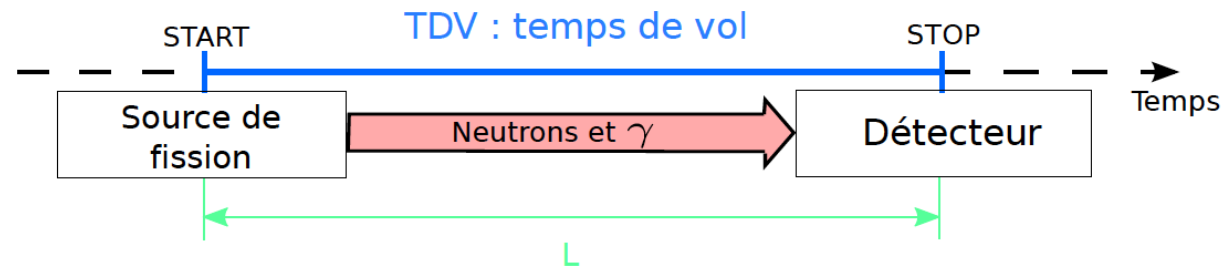 TDV : temps de vol
START
STOP
Temps
Source de
fission
Neutrons et γ
Détecteur
L